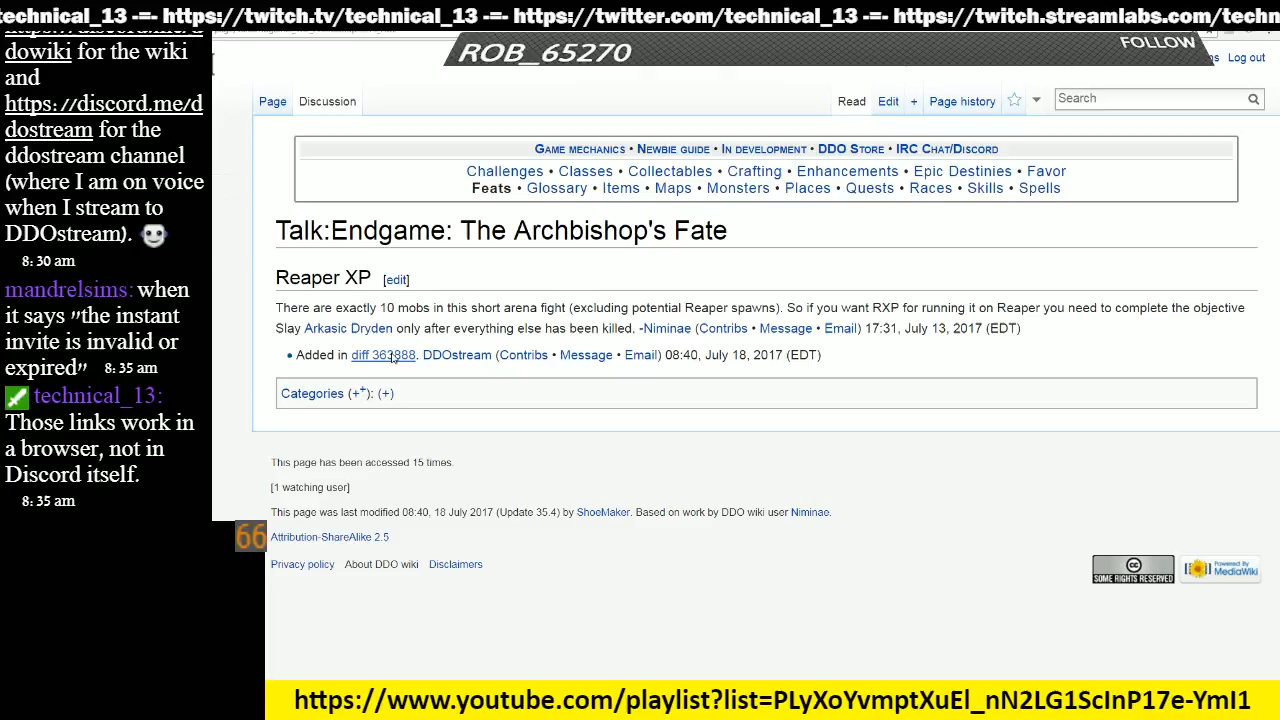 technical_13 -=- https://twitch.tv/technical_13 -=- https://twitter.com/technical_13 -=- https://twitch.streamlabs.com/techn
https://discord.me/d
dowiki for the wiki
and
https://discord.me/d
dostream for the
ddostream channel
(where I am on voice
when I stream to
DDOstream).
8:30 am
mandrelsims: when
it says "the instant
invite is invalid or
expired" 8:35 am
technical_13:
Those links work in
a browser, not in
Discord itself.
8:35 am
ROB_65270
FOLLOW
ns Log out
Page Discussion Read Edit + Page history Search
Game mechanics • Newbie guide • In development • DDO Store • IRC Chat/Discord
Challenges • Classes • Collectables • Crafting • Enhancements • Epic Destinies • Favor
Feats • Glossary • Items • Maps • Monsters • Places • Quests • Races • Skills • Spells
Talk:Endgame: The Archbishop's Fate
Reaper XP [edit]
There are exactly 10 mobs in this short arena fight (excluding potential Reaper spawns). So if you want RXP for running it on Reaper you need to complete the objective
Slay Arkasic Dryden only after everything else has been killed. -Niminae (Contribs • Message • Email) 17:31, July 13, 2017 (EDT)
• Added in diff 363888. DDOstream (Contribs • Message • Email) 08:40, July 18, 2017 (EDT)
Categories (++): (+)
This page has been accessed 15 times.
[1 watching user]
This page was last modified 08:40, 18 July 2017 (Update 35.4) by ShoeMaker. Based on work by DDO wiki user Niminae.
66
Attribution-ShareAlike 2.5
Privacy policy About DDO wiki Disclaimers
cc
SOME RIGHTS RESERVED
Powered By
MediaWiki
https://www.youtube.com/playlist?list=PLyXoYvmptXuEl_nN2LG1ScInP17e-YmI1